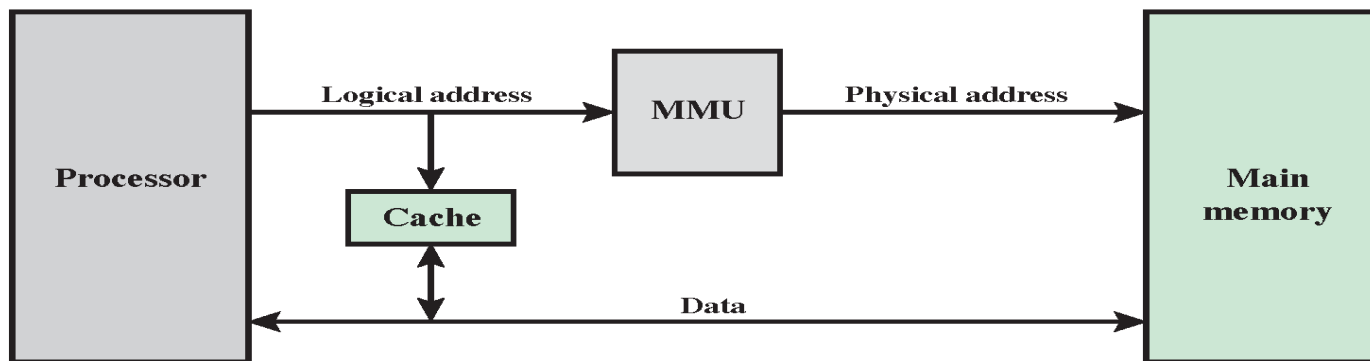 Logical address
MMU
Physical address
Processor
Cache
Main
memory
Data